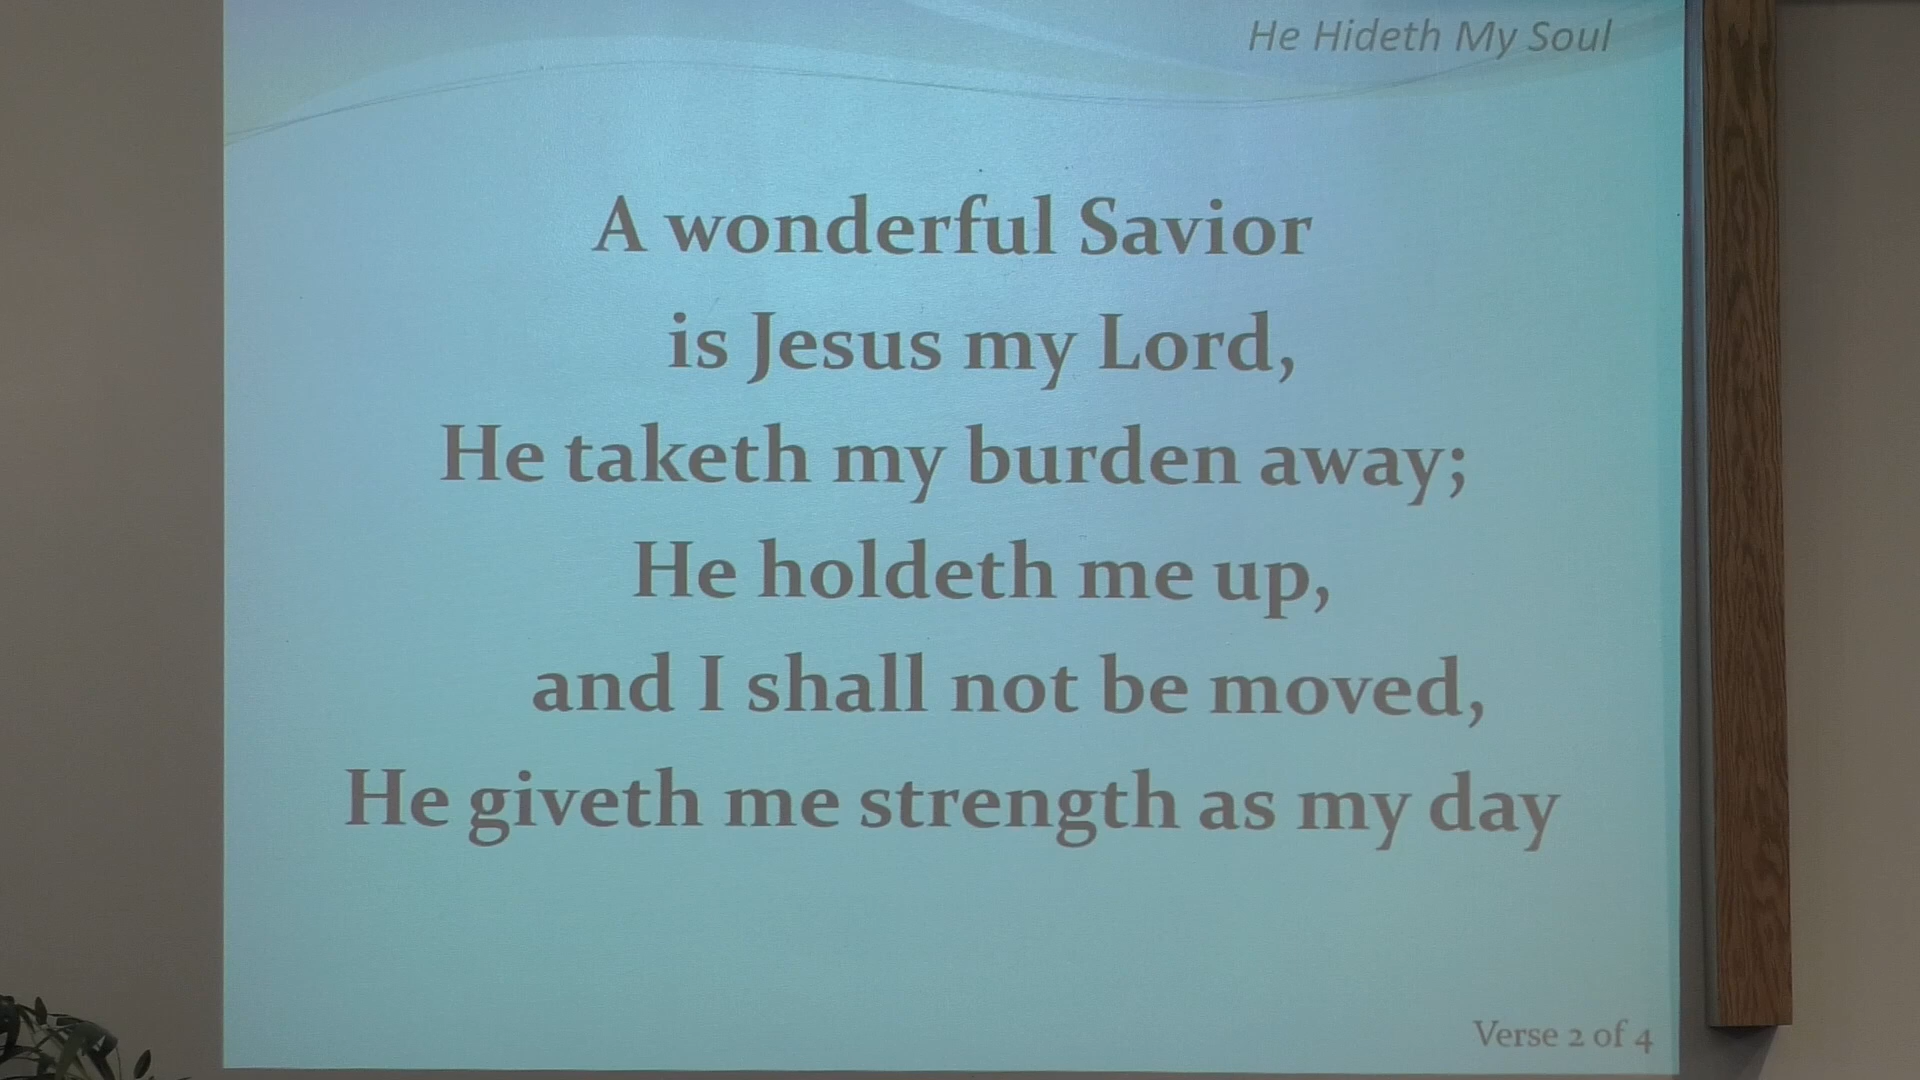 He Hideth My Soul
A wonderful Savior
is Jesus my Lord,
He taketh my burden away;
He holdeth me up,
and I shall not be moved,
He giveth me strength as my day
Verse 2 of 4